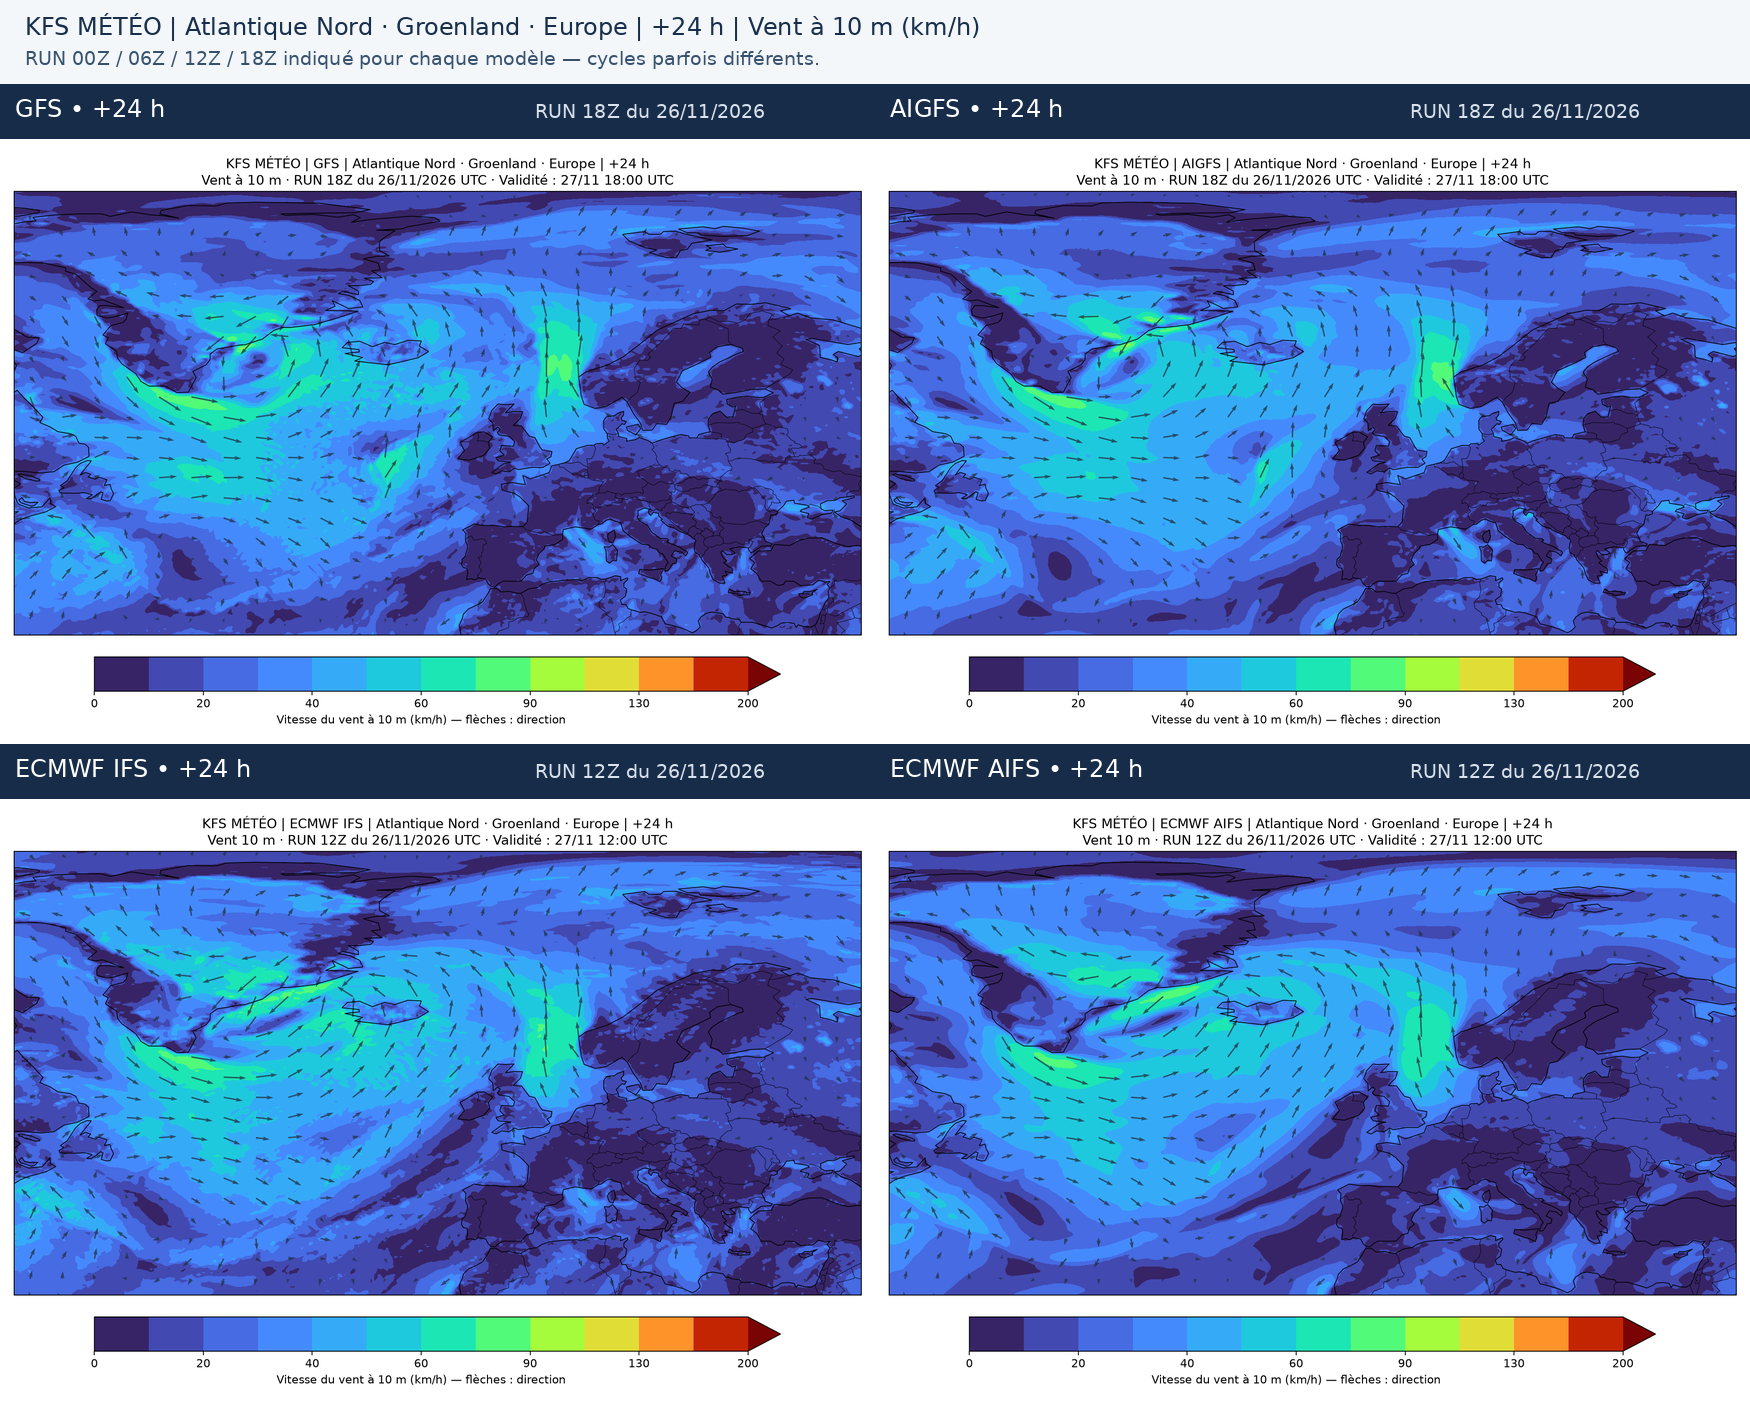 KFS MÉTÉO | Atlantique Nord · Groenland · Europe | +24 h | Vent à 10 m (km/h)
RUN 00Z / 06Z / 12Z / 18Z indiqué pour chaque modèle — cycles parfois différents.
GFS • +24 h
RUN 18Z du 26/11/2026
KFS MÉTÉO | GFS | Atlantique Nord · Groenland · Europe | +24 h
Vent à 10 m · RUN 18Z du 26/11/2026 UTC · Validité : 27/11 18:00 UTC
0 20 40 60 90 130 200
Vitesse du vent à 10 m (km/h) — flèches : direction
AIGFS • +24 h
RUN 18Z du 26/11/2026
KFS MÉTÉO | AIGFS | Atlantique Nord · Groenland · Europe | +24 h
Vent à 10 m · RUN 18Z du 26/11/2026 UTC · Validité : 27/11 18:00 UTC
0 20 40 60 90 130 200
Vitesse du vent à 10 m (km/h) — flèches : direction
ECMWF IFS • +24 h
RUN 12Z du 26/11/2026
KFS MÉTÉO | ECMWF IFS | Atlantique Nord · Groenland · Europe | +24 h
Vent 10 m · RUN 12Z du 26/11/2026 UTC · Validité : 27/11 12:00 UTC
0 20 40 60 90 130 200
Vitesse du vent à 10 m (km/h) — flèches : direction
ECMWF AIFS • +24 h
RUN 12Z du 26/11/2026
KFS MÉTÉO | ECMWF AIFS | Atlantique Nord · Groenland · Europe | +24 h
Vent 10 m · RUN 12Z du 26/11/2026 UTC · Validité : 27/11 12:00 UTC
0 20 40 60 90 130 200
Vitesse du vent à 10 m (km/h) — flèches : direction